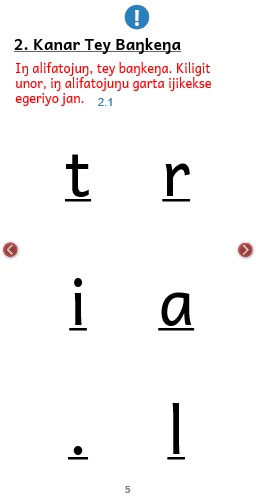 !
2. Kanar Tey Baŋkeŋa
Iŋ alifatojuŋ, tey baŋkeŋa. Kiligit
unor, iŋ alifatojuŋu garta ijikekse
egeriyo jan. 2.1
t r
i a
. l
5